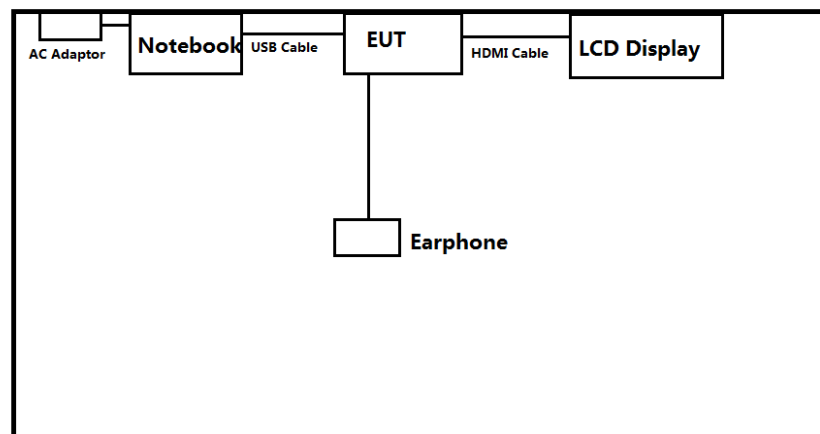 AC Adaptor
Notebook
USB Cable
EUT
HDMI Cable
LCD Display
Earphone